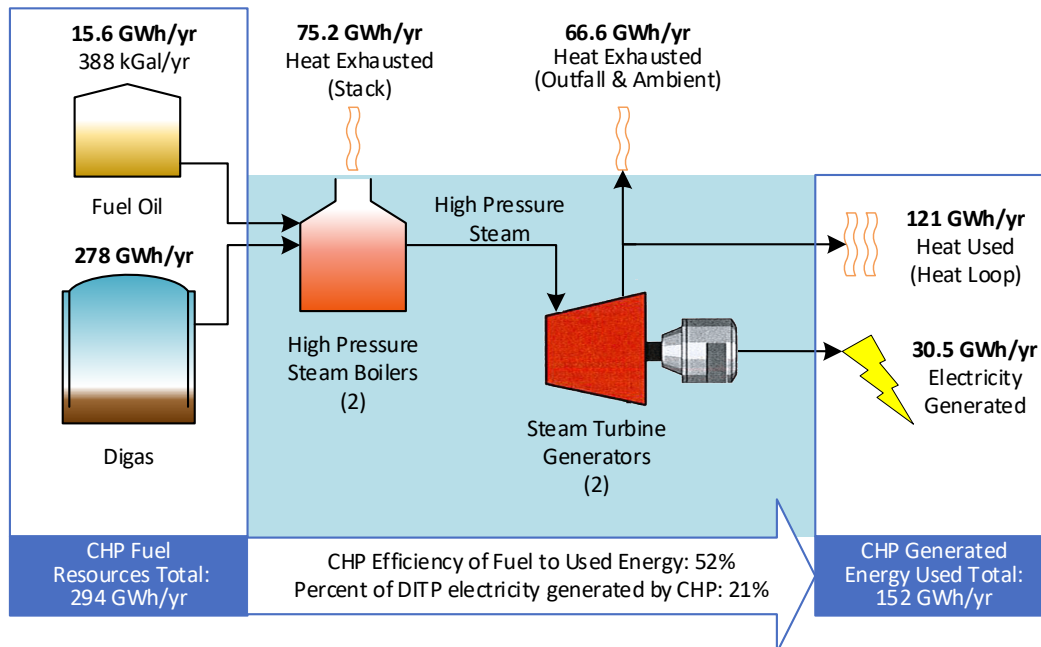 15.6 GWh/yr
388 kGal/yr
Fuel Oil
278 GWh/yr
Digas
CHP Fuel
Resources Total:
294 GWh/yr
75.2 GWh/yr
Heat Exhausted
(Stack)
High Pressure
Steam Boilers
(2)
High Pressure
Steam
66.6 GWh/yr
Heat Exhausted
(Outfall & Ambient)
Steam Turbine
Generators
(2)
121 GWh/yr
Heat Used
(Heat Loop)
30.5 GWh/yr
Electricity
Generated
CHP Efficiency of Fuel to Used Energy: 52%
Percent of DITP electricity generated by CHP: 21%
CHP Generated
Energy Used Total:
152 GWh/yr